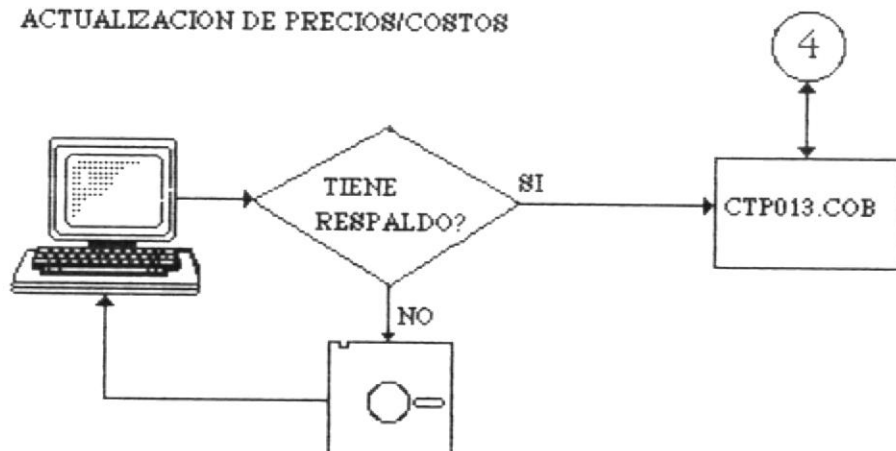 ACTUALIZACION DE PRECIOS/COSTOS
4
TIENE
RESPALDO?
SI
CTP013.COB
NO